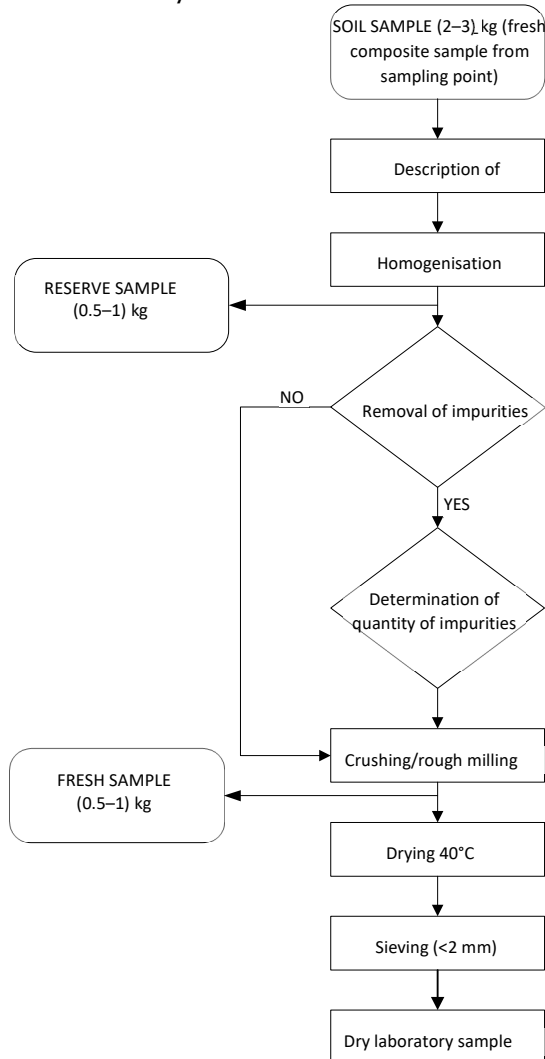 SOIL SAMPLE (2–3) kg (fresh
composite sample from
sampling point)
Description of
Homogenisation
RESERVE SAMPLE
(0.5–1) kg
NO
Removal of impurities
YES
Determination of
quantity of impurities
Crushing/rough milling
FRESH SAMPLE
(0.5–1) kg
Drying 40°C
Sieving (<2 mm)
Dry laboratory sample